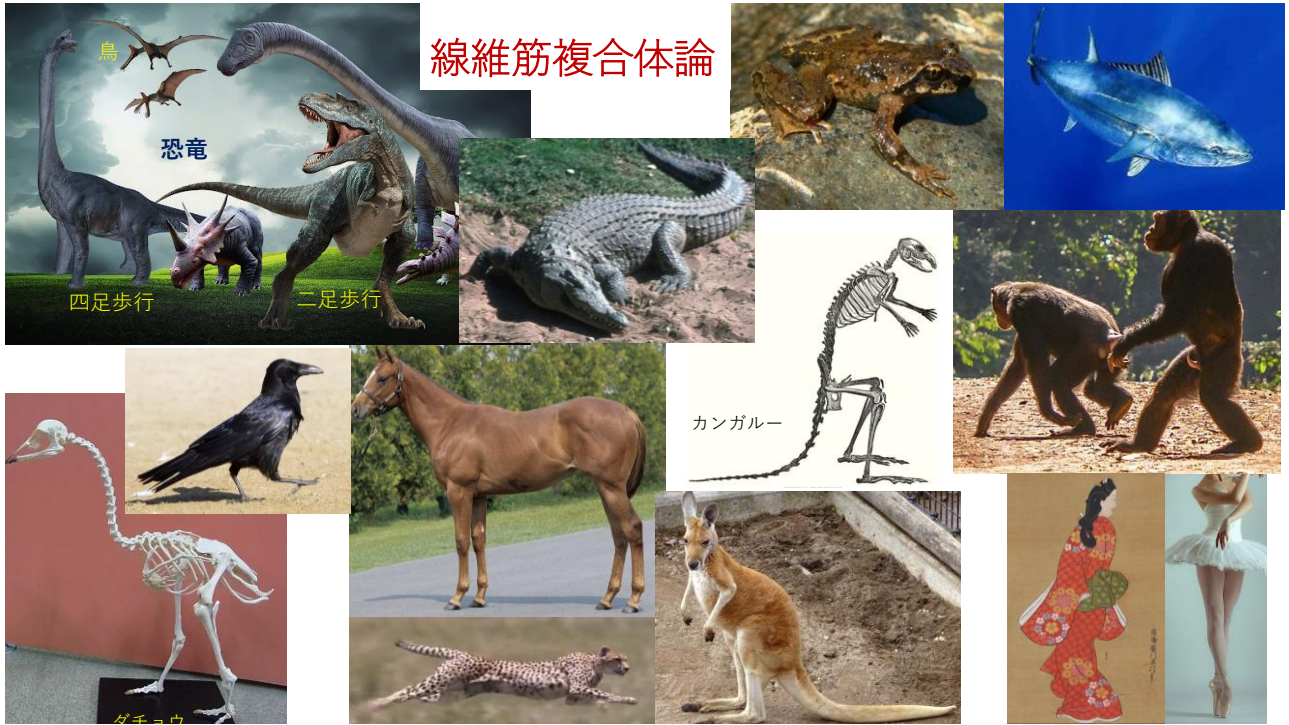 線維筋複合体論
鳥
恐竜
四足歩行
二足歩行
カンガルー
ダチョウ